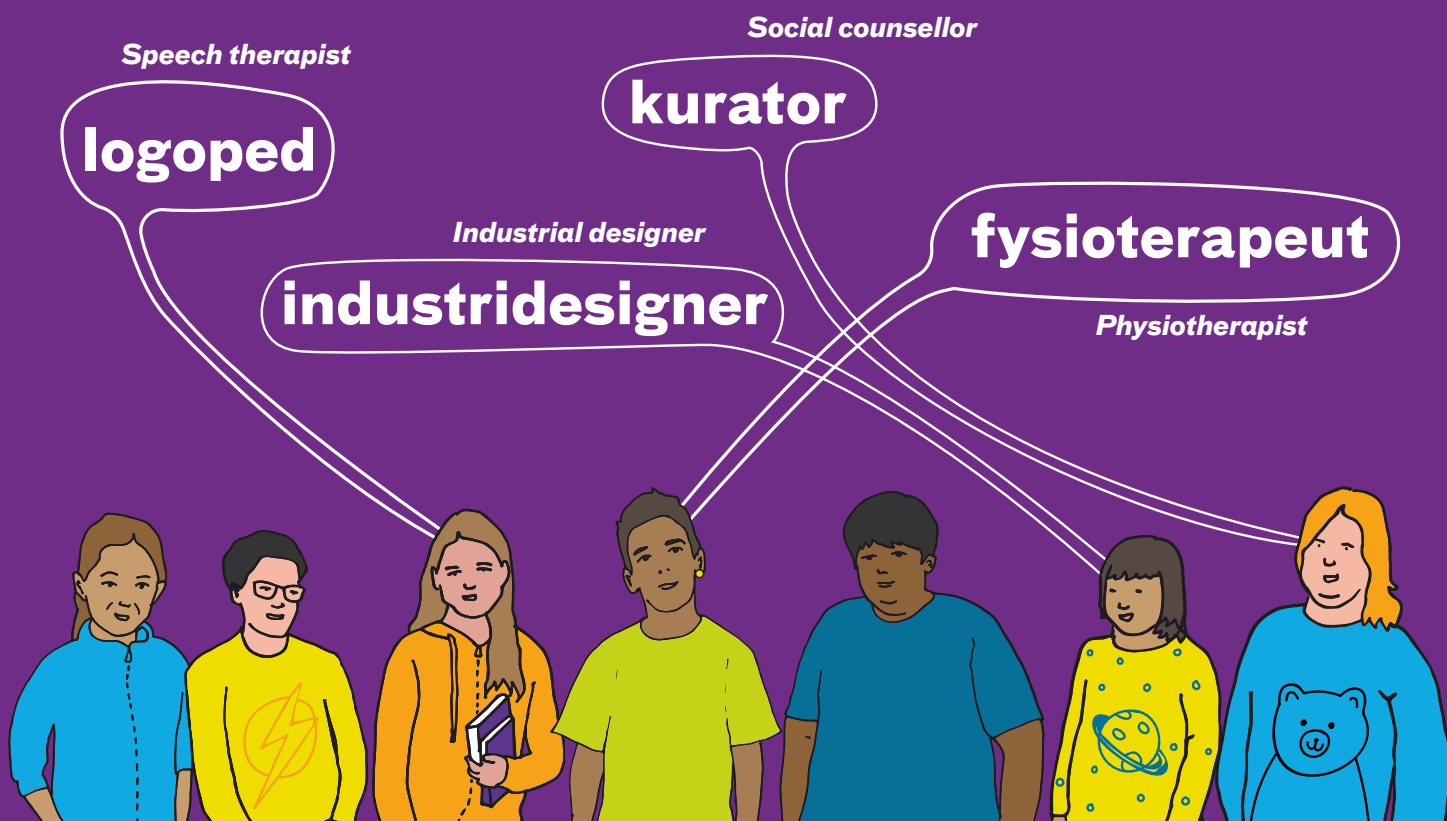 Speech therapist
logoped
Social counsellor
kurator
Industrial designer
industridesigner
fysioterapeut
Physiotherapist